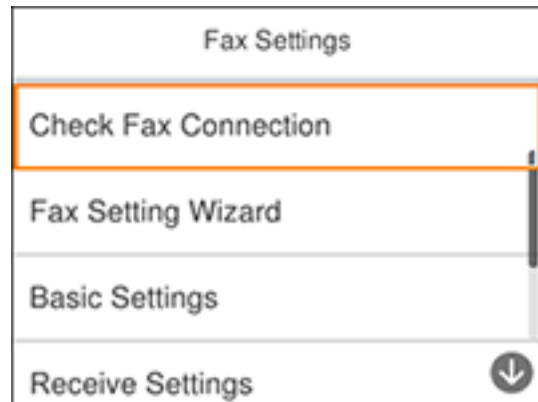 Fax Settings
Check Fax Connection
Fax Setting Wizard
Basic Settings
Receive Settings